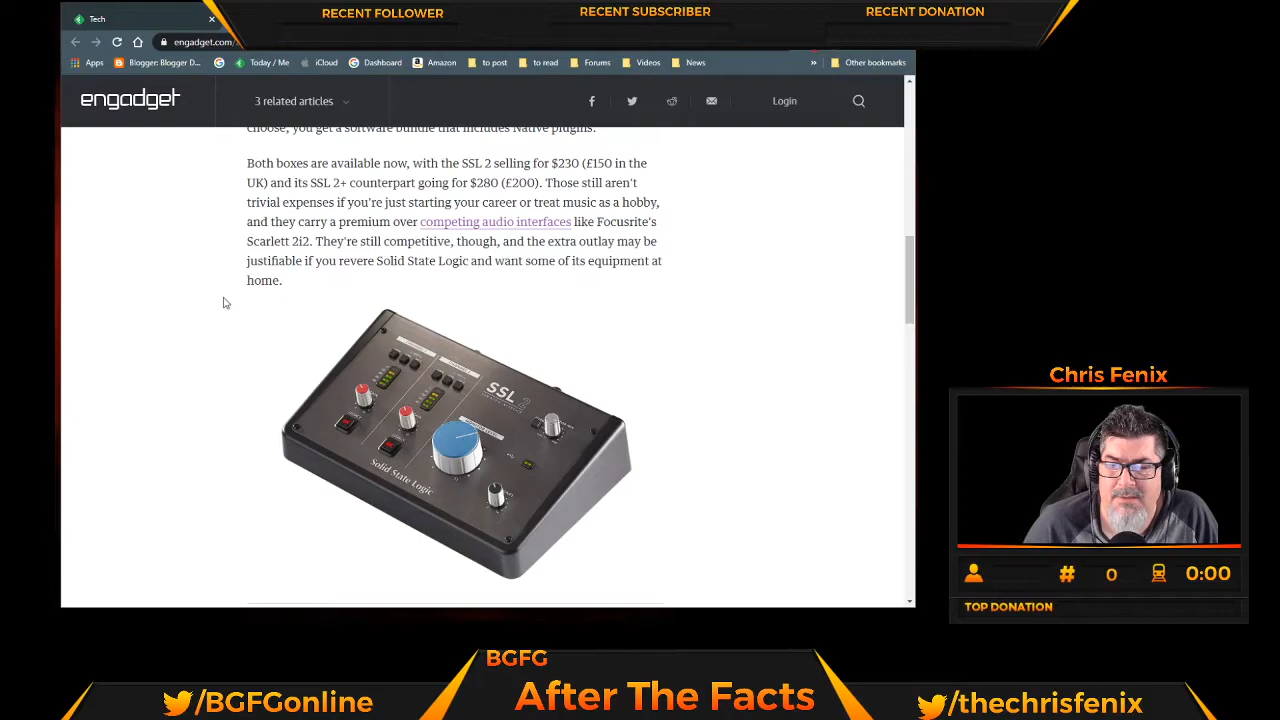 RECENT FOLLOWER
RECENT SUBSCRIBER
RECENT DONATION
Tech
engadget.com/
Apps
Blogger: Blogger D...
Today / Me
iCloud
Dashboard
Amazon
to post
to read
Forums
Videos
News
»
Other bookmarks
engadget
3 related articles
Login
choose, you get a software bundle that includes Native plugins.
Both boxes are available now, with the SSL 2 selling for $230 (£150 in the
UK) and its SSL 2+ counterpart going for $280 (£200). Those still aren't
trivial expenses if you're just starting your career or treat music as a hobby,
and they carry a premium over competing audio interfaces like Focusrite's
Scarlett 2i2. They're still competitive, though, and the extra outlay may be
justifiable if you revere Solid State Logic and want some of its equipment at
home.
SSL 2
MONITOR LEVEL
Solid State Logic
Chris Fenix
# 0 0:00
TOP DONATION
BGFG
After The Facts
/BGFGonline
/thechrisfenix